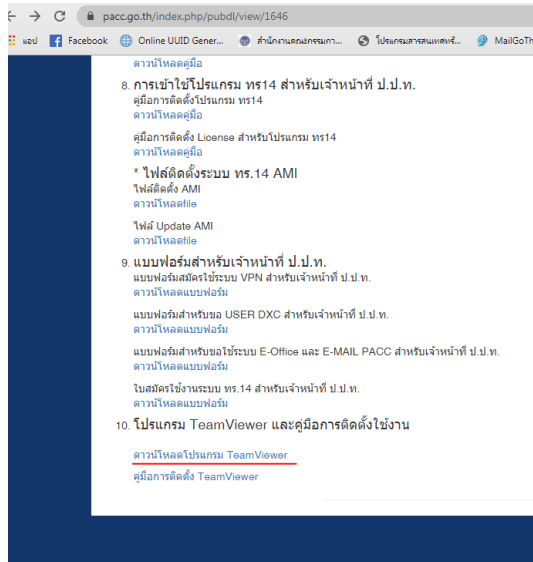 pacc.go.th/index.php/pubdl/view/1646
แอป Facebook Online UUID Gener... สำนักงานคณะกรรมกา... โปรแกรมสารสนเทศทรั... MailGoTh
ดาวน์โหลดคู่มือ
8. การเข้าใช้โปรแกรม ทร14 สำหรับเจ้าหน้าที่ ป.ป.ท.
คู่มือการติดตั้งโปรแกรม ทร14
ดาวน์โหลดคู่มือ
คู่มือการติดตั้ง License สำหรับโปรแกรม ทร14
ดาวน์โหลดคู่มือ
* ไฟล์ติดตั้งระบบ ทร.14 AMI
ไฟล์ติดตั้ง AMI
ดาวน์โหลดfile
ไฟล์ Update AMI
ดาวน์โหลดfile
9. แบบฟอร์มสำหรับเจ้าหน้าที่ ป.ป.ท.
แบบฟอร์มสมัครใช้ระบบ VPN สำหรับเจ้าหน้าที่ ป.ป.ท.
ดาวน์โหลดแบบฟอร์ม
แบบฟอร์มสำหรับขอ USER DXC สำหรับเจ้าหน้าที่ ป.ป.ท.
ดาวน์โหลดแบบฟอร์ม
แบบฟอร์มสำหรับขอใช้ระบบ E-Office และ E-MAIL PACC สำหรับเจ้าหน้าที่ ป.ป.ท.
ดาวน์โหลดแบบฟอร์ม
ใบสมัครใช้งานระบบ ทร.14 สำหรับเจ้าหน้าที่ ป.ป.ท.
ดาวน์โหลดแบบฟอร์ม
10. โปรแกรม TeamViewer และคู่มือการติดตั้งใช้งาน
ดาวน์โหลดโปรแกรม TeamViewer
คู่มือการติดตั้ง TeamViewer